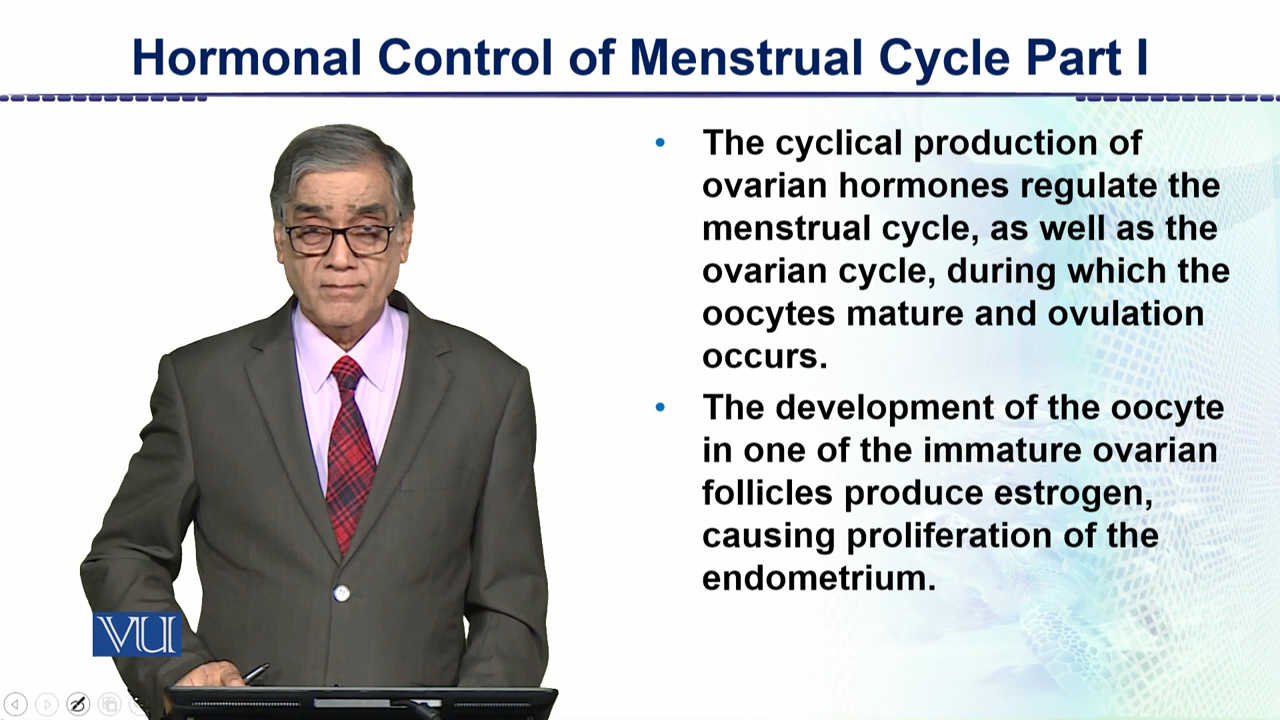 Hormonal Control of Menstrual Cycle Part I
• The cyclical production of
ovarian hormones regulate the
menstrual cycle, as well as the
ovarian cycle, during which the
oocytes mature and ovulation
occurs.
• The development of the oocyte
in one of the immature ovarian
follicles produce estrogen,
causing proliferation of the
endometrium.
VU